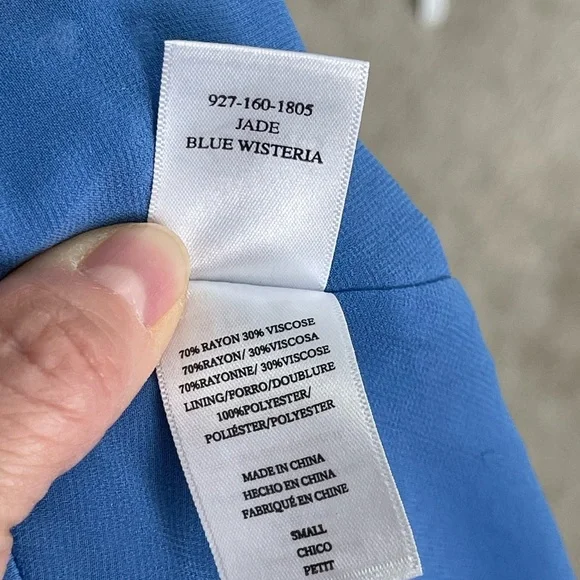 927-160-1805
JADE
BLUE WISTERIA
70% RAYON 30% VISCOSE
70%RAYON/ 30%VISCOSA
70%RAYONNE/ 30%VISCOSE
LINING/FORRO/DOUBLURE
100%POLYESTER/
POLIÉSTER/POLYESTER
MADE IN CHINA
HECHO EN CHINA
FABRIQUÉ EN CHINE
SMALL
CHICO
PETIT